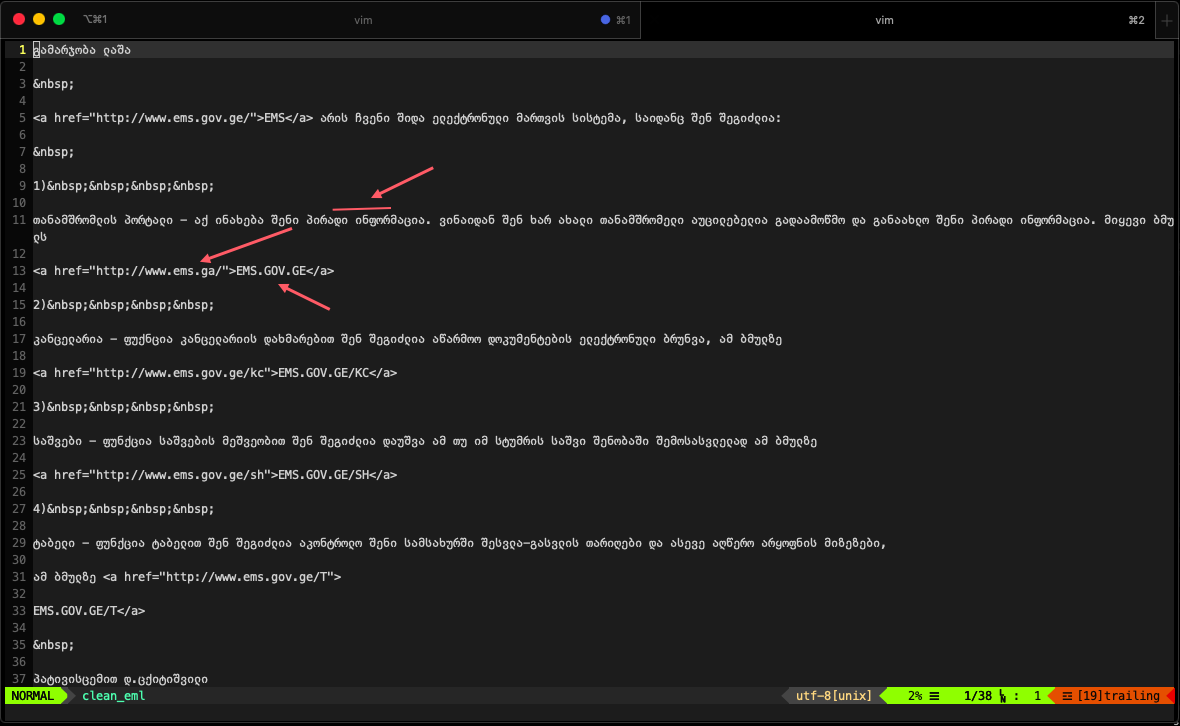 ⌥⌘1
vim
⌘1
vim
⌘2
+
1 გამარჯობა ლაშა
2
3 &nbsp;
4
5 <a href="http://www.ems.gov.ge/">EMS</a> არის ჩვენი შიდა ელექტრონული მართვის სისტემა, საიდანც შენ შეგიძლია:
6
7 &nbsp;
8
9 1)&nbsp;&nbsp;&nbsp;&nbsp;
10
11 თანამშრომლის პორტალი – აქ ინახება შენი პირადი ინფორმაცია. ვინაიდან შენ ხარ ახალი თანამშრომელი აუცილებელია გადაამოწმო და განაახლო შენი პირადი ინფორმაცია. მიყევი ბმუ
ლს
12
13 <a href="http://www.ems.ga/">EMS.GOV.GE</a>
14
15 2)&nbsp;&nbsp;&nbsp;&nbsp;
16
17 კანცელარია – ფუქნცია კანცელარიის დახმარებით შენ შეგიძლია აწარმოო დოკუმენტების ელექტრონული ბრუნვა, ამ ბმულზე
18
19 <a href="http://www.ems.gov.ge/kc">EMS.GOV.GE/KC</a>
20
21 3)&nbsp;&nbsp;&nbsp;&nbsp;
22
23 საშვები – ფუნქცია საშვების მეშვეობით შენ შეგიძლია დაუშვა ამ თუ იმ სტუმრის საშვი შენობაში შემოსასვლელად ამ ბმულზე
24
25 <a href="http://www.ems.gov.ge/sh">EMS.GOV.GE/SH</a>
26
27 4)&nbsp;&nbsp;&nbsp;&nbsp;
28
29 ტაბელი – ფუნქცია ტაბელით შენ შეგიძლია აკონტროლო შენი სამსახურში შესვლა-გასვლის თარიღები და ასევე აღწერო არყოფნის მიზეზები,
30
31 ამ ბმულზე <a href="http://www.ems.gov.ge/T">
32
33 EMS.GOV.GE/T</a>
34
35 &nbsp;
36
37 პატივისცემით დ.ცქიტიშვილი
NORMAL clean_eml utf-8[unix] 2% ☰ 1/38 ㏑ : 1 ☲ [19]trailing